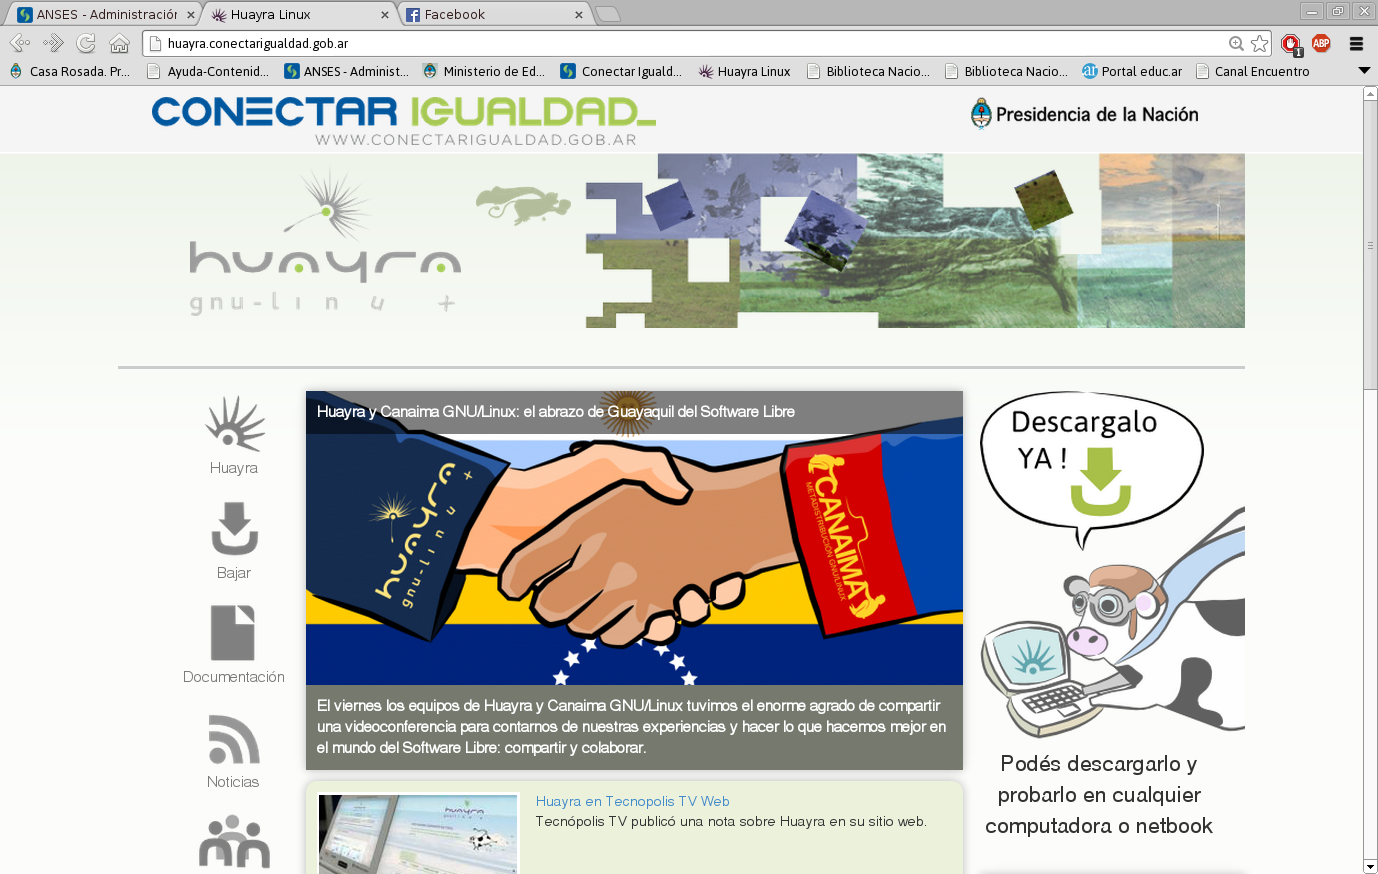 ANSES - Administración
Huayra Linux
Facebook
huayra.conectarigualdad.gob.ar
1
ABP
Casa Rosada. Pr...
Ayuda-Contenid...
ANSES - Administ...
Ministerio de Ed...
Conectar Iguald...
Huayra Linux
Biblioteca Nacio...
Biblioteca Nacio...
ar
Portal educ.ar
Canal Encuentro
CONECTAR IGUALDAD_
WWW.CONECTARIGUALDAD.GOB.AR
Presidencia de la Nación
huayra
gnu-linux +
Huayra
Bajar
Documentación
Noticias
Huayra y Canaima GNU/Linux: el abrazo de Guayaquil del Software Libre
huayra
gnu-linux +
CANAIMA
METADISTRIBUCIÓN GNU/LINUX
El viernes los equipos de Huayra y Canaima GNU/Linux tuvimos el enorme agrado de compartir
una videoconferencia para contarnos de nuestras experiencias y hacer lo que hacemos mejor en
el mundo del Software Libre: compartir y colaborar.
huayra
Huayra en Tecnopolis TV Web
Tecnópolis TV publicó una nota sobre Huayra en su sitio web.
Descargalo
YA !
Podés descargarlo y
probarlo en cualquier
computadora o netbook